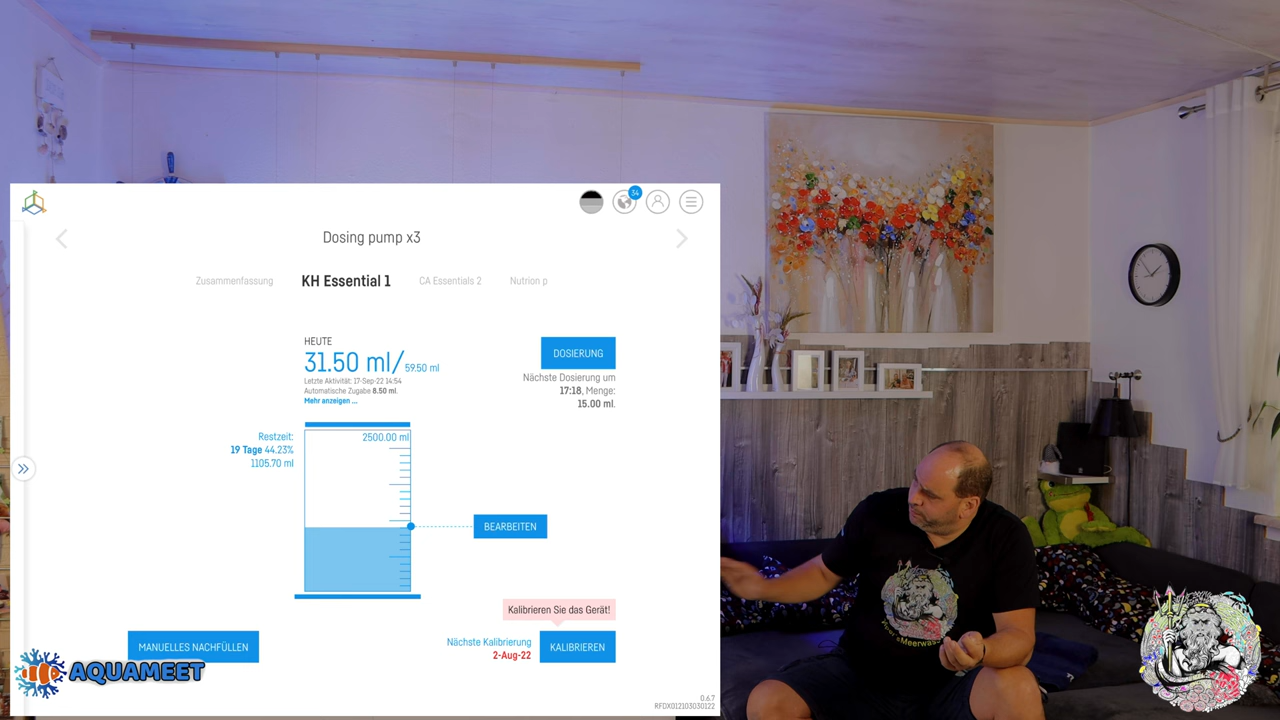 34
Dosing pump x3
Zusammenfassung
KH Essential 1
CA Essentials 2
Nutrion p
HEUTE
31.50 ml/59.50 ml
Letzte Aktivität: 17-Sep-22 14:54
Automatische Zugabe 8.50 ml.
Mehr anzeigen ...
DOSIERUNG
Nächste Dosierung um
17:18, Menge:
15.00 ml.
Restzeit:
19 Tage 44.23%
1105.70 ml
2500.00 ml
BEARBEITEN
Kalibrieren Sie das Gerät!
MANUELLES NACHFÜLLEN
Nächste Kalibrierung
2-Aug-22
KALIBRIEREN
AQUAMEET
0.6.7
RFDX012103030122